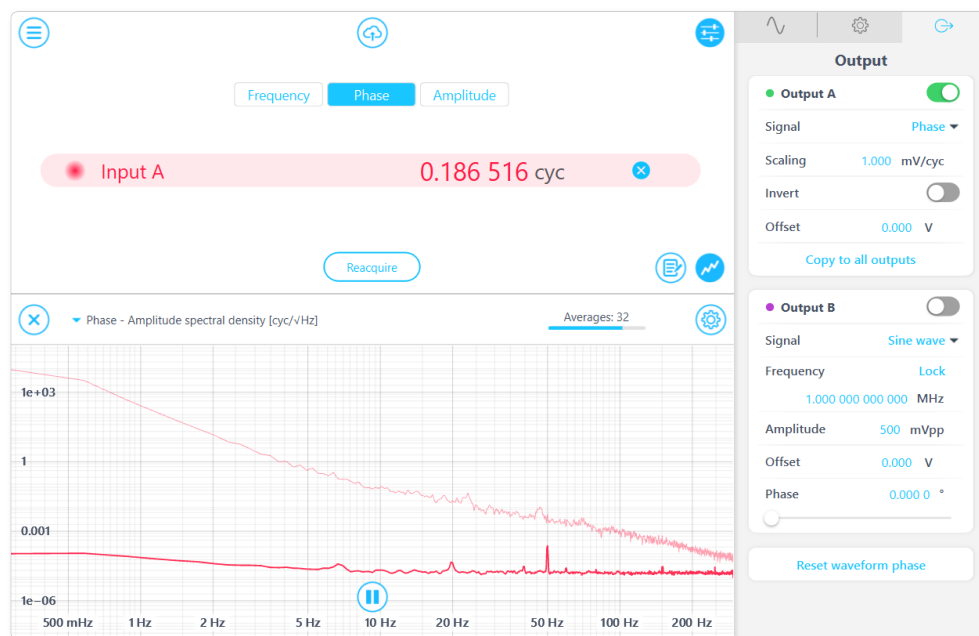 Frequency
Phase
Amplitude
Input A
0.186 516 cyc
Reacquire
Phase - Amplitude spectral density [cyc/√Hz]
Averages: 32
1e+03
1
0.001
1e−06
500 mHz
1 Hz
2 Hz
5 Hz
10 Hz
20 Hz
50 Hz
100 Hz
200 Hz
Output
Output A
Signal
Phase
Scaling
1.000 mV/cyc
Invert
Offset
0.000 V
Copy to all outputs
Output B
Signal
Sine wave
Frequency
Lock
1.000 000 000 000 MHz
Amplitude
500 mVpp
Offset
0.000 V
Phase
0.000 0 °
Reset waveform phase